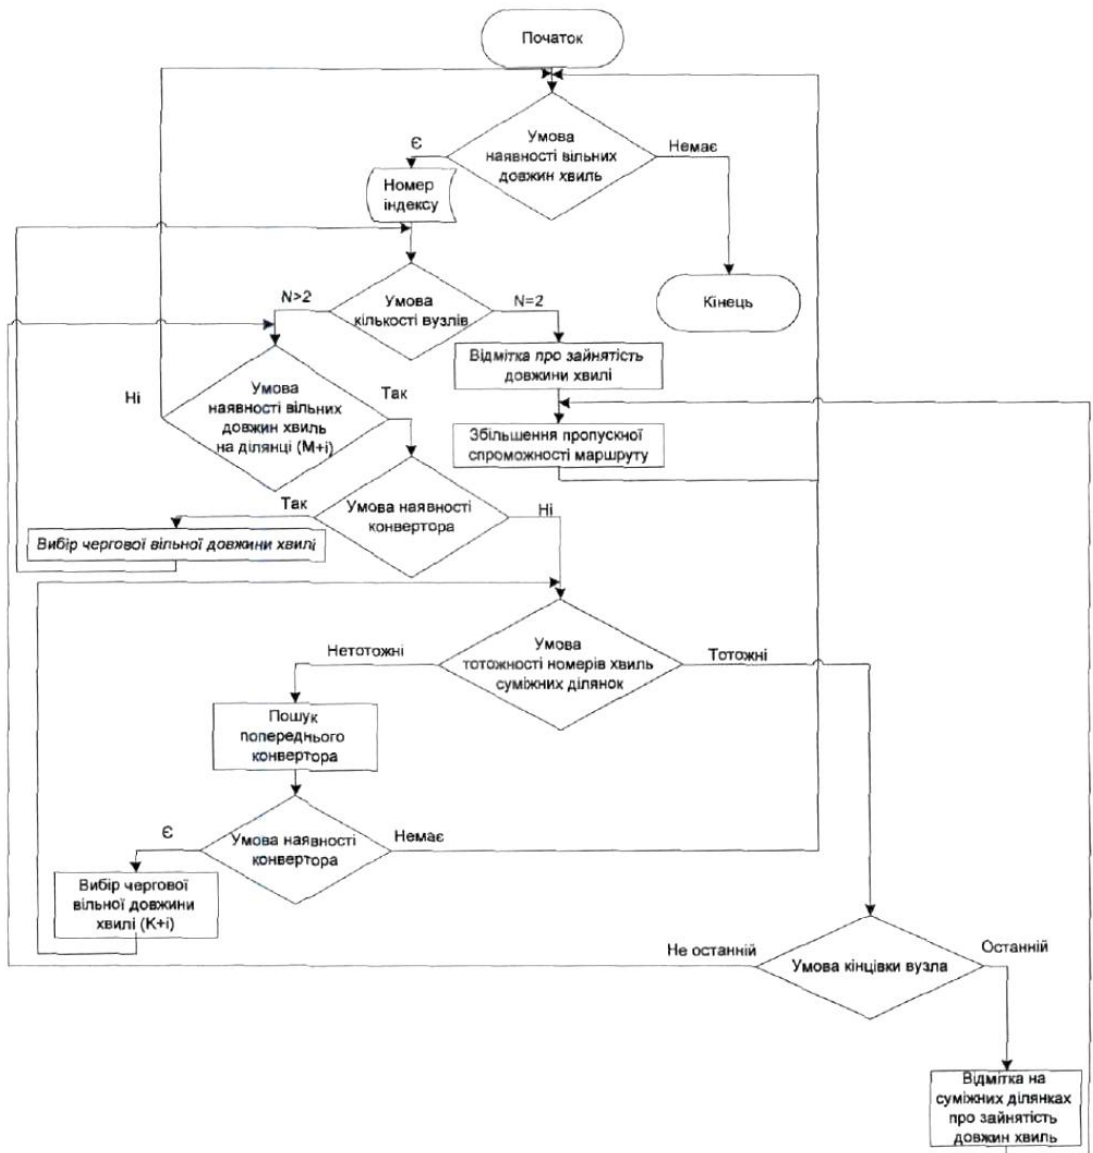 Початок
Умова
наявності вільних
довжин хвиль
Є
Немає
Номер
індексу
Кінець
N>2
Умова
кількості вузлів
N=2
Відмітка про зайнятість
довжини хвилі
Ні
Умова
наявності вільних
довжин хвиль
на ділянці (M+i)
Так
Збільшення пропускної
спроможності маршруту
Так
Умова наявності
конвертора
Ні
Вибір чергової вільної довжини хвилі
Нетотожні
Умова
тотожності номерів хвиль
суміжних ділянок
Тотожні
Пошук
попереднього
конвертора
Є
Умова наявності
конвертора
Немає
Вибір чергової
вільної довжини
хвилі (K+i)
Не останній
Умова кінцівки вузла
Останній
Відмітка на
суміжних ділянках
про зайнятість
довжин хвиль